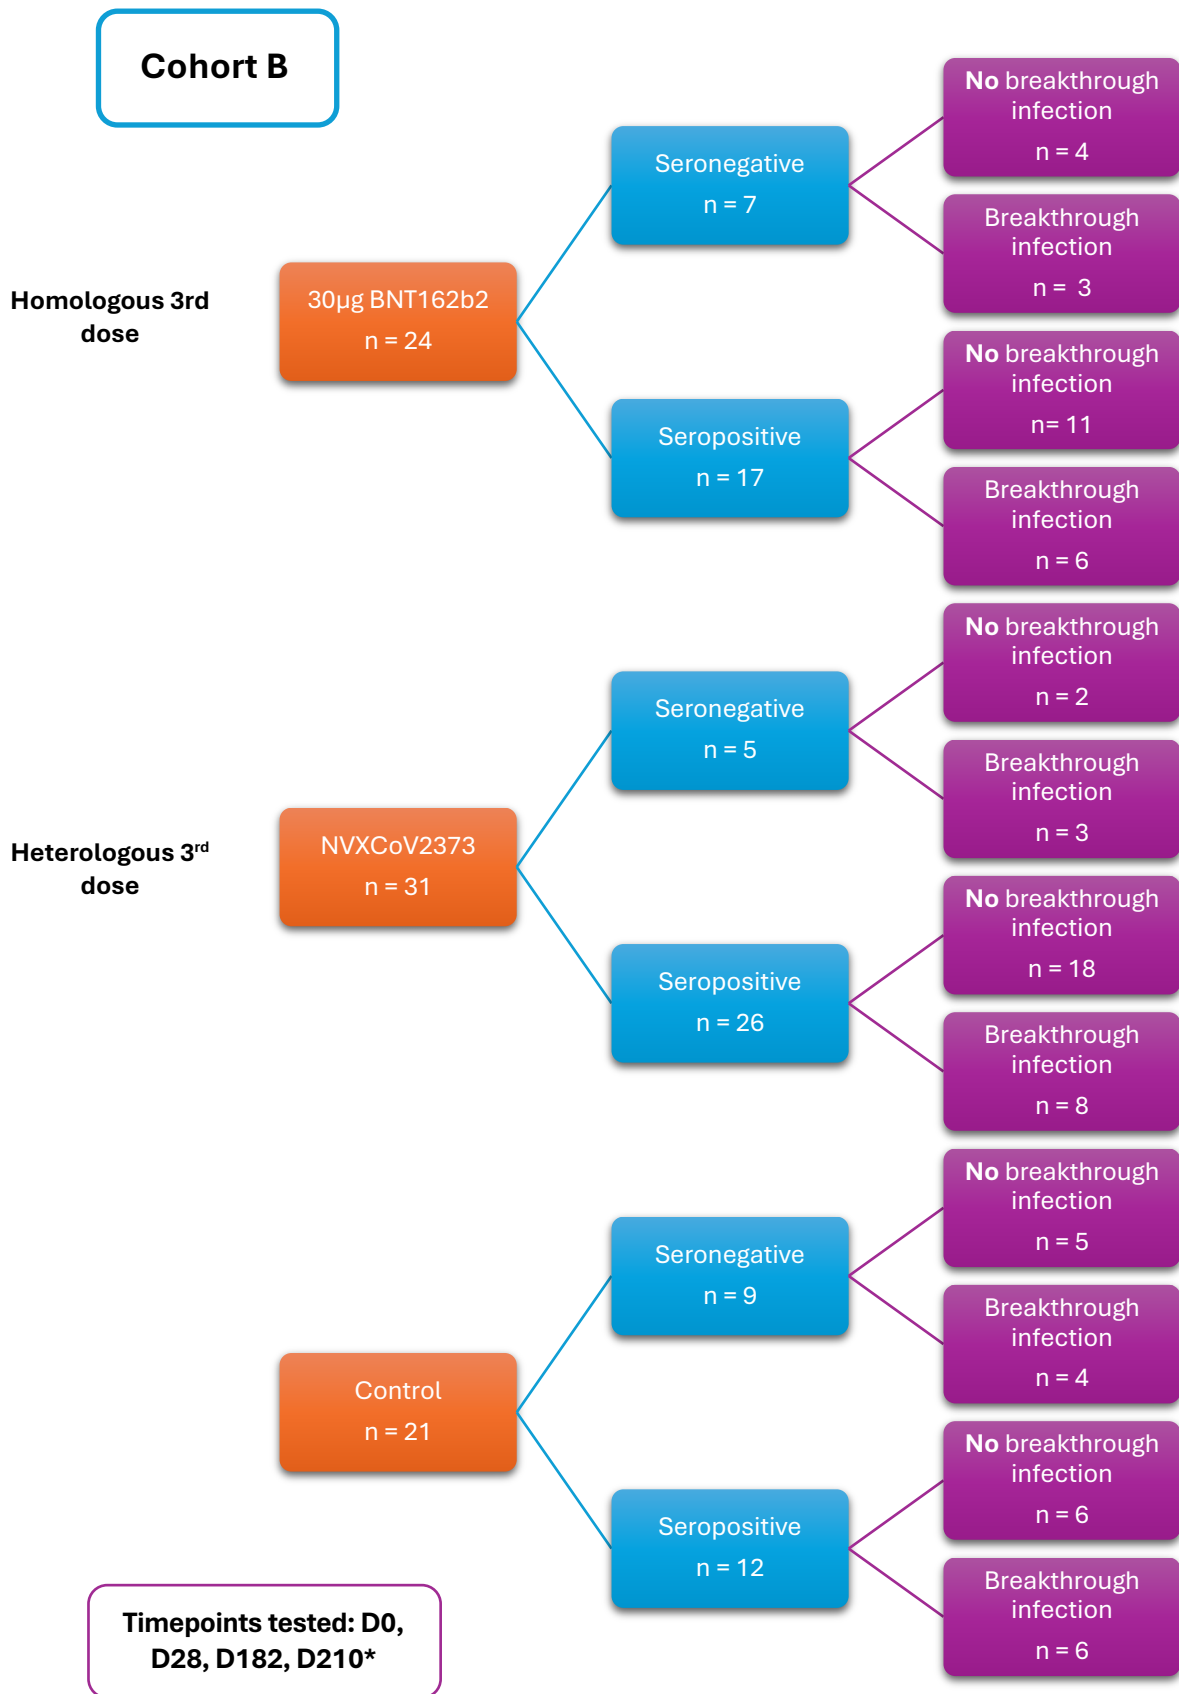 Cohort B
Homologous 3rd
dose
30µg BNT162b2
n = 24
Seronegative
n = 7
No breakthrough
infection
n = 4
Breakthrough
infection
n =  3
Seropositive
n = 17
No breakthrough
infection
n= 11
Breakthrough
infection
n = 6
Heterologous 3rd
dose
NVXCoV2373
n = 31
Seronegative
n = 5
No breakthrough
infection
n = 2
Breakthrough
infection
n = 3
Seropositive
n = 26
No breakthrough
infection
n = 18
Breakthrough
infection
n = 8
Control
n = 21
Seronegative
n = 9
No breakthrough
infection
n = 5
Breakthrough
infection
n = 4
Seropositive
n = 12
No breakthrough
infection
n = 6
Breakthrough
infection
n = 6
Timepoints tested: D0,
D28, D182, D210*